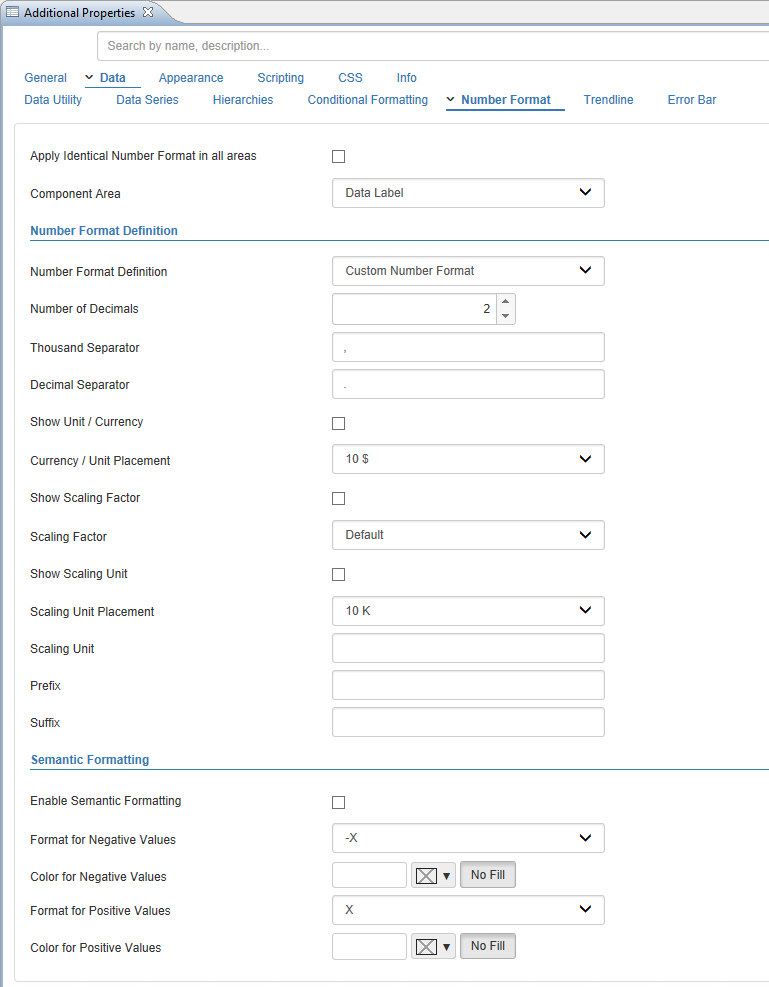 Additional Properties
Search by name, description...
General Data Appearance Scripting CSS Info
Data Utility Data Series Hierarchies Conditional Formatting Number Format Trendline Error Bar
Apply Identical Number Format in all areas
Component Area Data Label
Number Format Definition
Number Format Definition Custom Number Format
Number of Decimals 2
Thousand Separator ,
Decimal Separator .
Show Unit / Currency
Currency / Unit Placement 10 $
Show Scaling Factor
Scaling Factor Default
Show Scaling Unit
Scaling Unit Placement 10 K
Scaling Unit
Prefix
Suffix
Semantic Formatting
Enable Semantic Formatting
Format for Negative Values -X
Color for Negative Values No Fill
Format for Positive Values X
Color for Positive Values No Fill